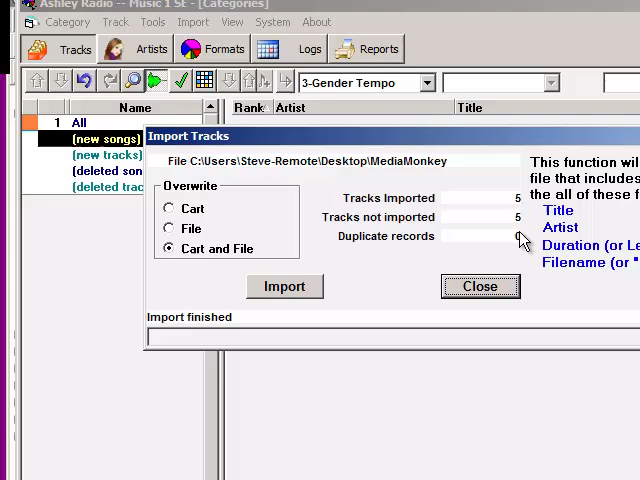 Ashley Radio -- Music 1 SE - [Categories]
Category Track Tools Import View System Ashley
Tracks Artists Formats Logs Reports
3-Gender Tempo
Name Rank Artist Title
1 All
(new songs)
(new tracks)
(deleted son
(deleted trac
Import Tracks
File C:\Users\Steve-Remote\Desktop\MediaMonkey
Overwrite
Cart
File
Cart and File
Tracks Imported 5
Tracks not imported 5
Duplicate records 0
Import Close
Import finished
This function wil
file that includes
the all of these f
Title
Artist
Duration (or Le
Filename (or "